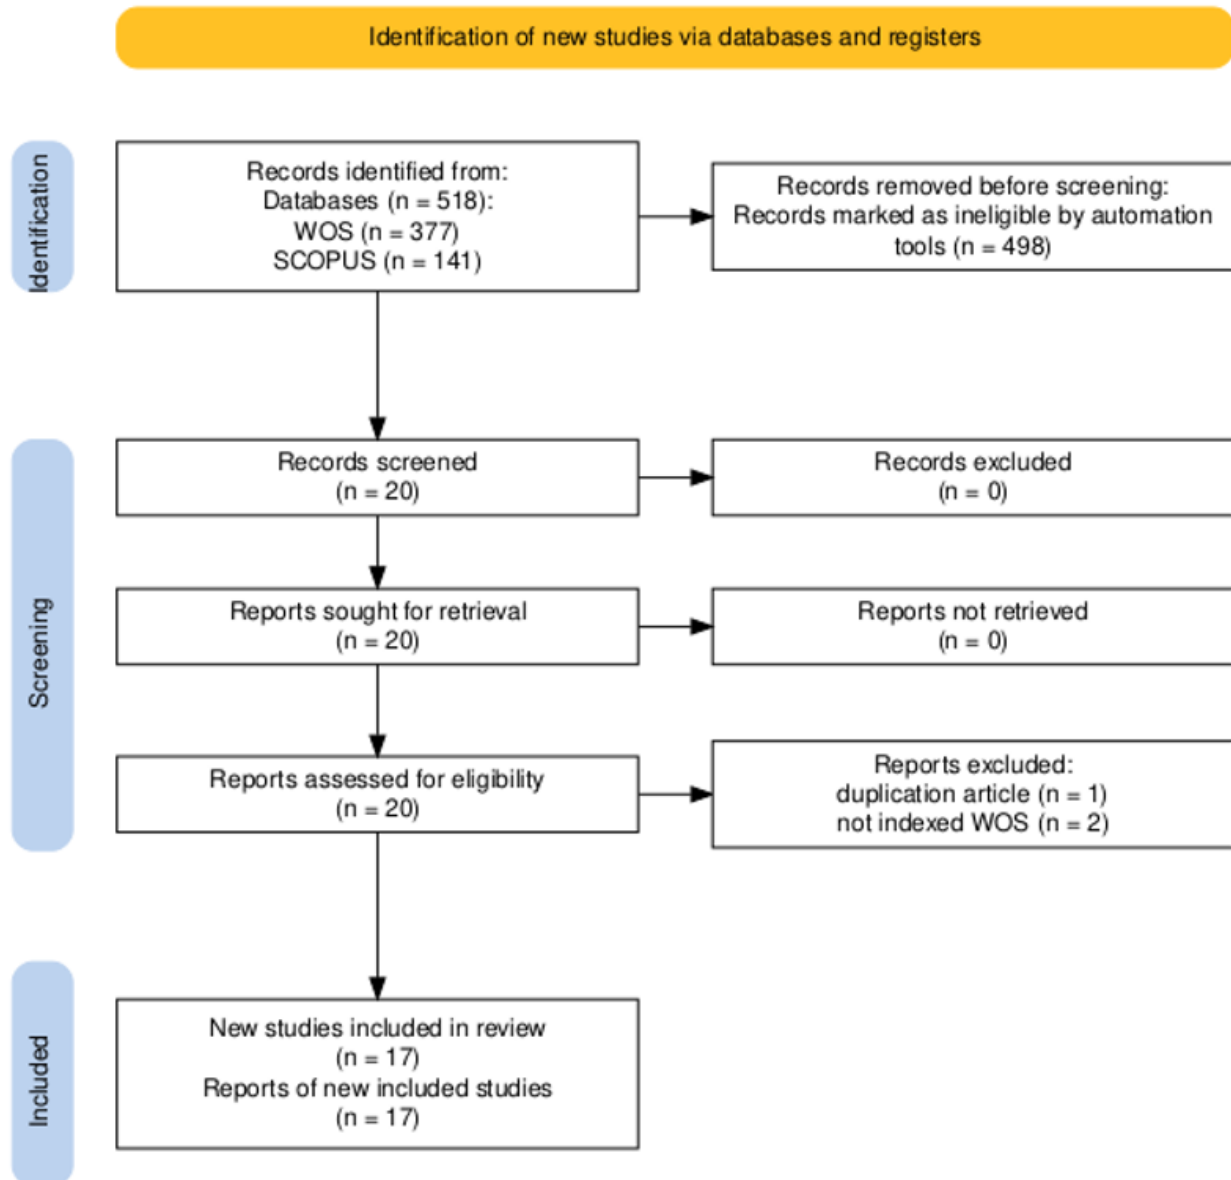 Identification of new studies via databases and registers
Identification
Records identified from:
Databases (n = 518):
WOS (n = 377)
SCOPUS (n = 141)
Records removed before screening:
Records marked as ineligible by automation
tools (n = 498)
Screening
Records screened
(n = 20)
Records excluded
(n = 0)
Reports sought for retrieval
(n = 20)
Reports not retrieved
(n = 0)
Reports assessed for eligibility
(n = 20)
Reports excluded:
duplication article (n = 1)
not indexed WOS (n = 2)
Included
New studies included in review
(n = 17)
Reports of new included studies
(n = 17)